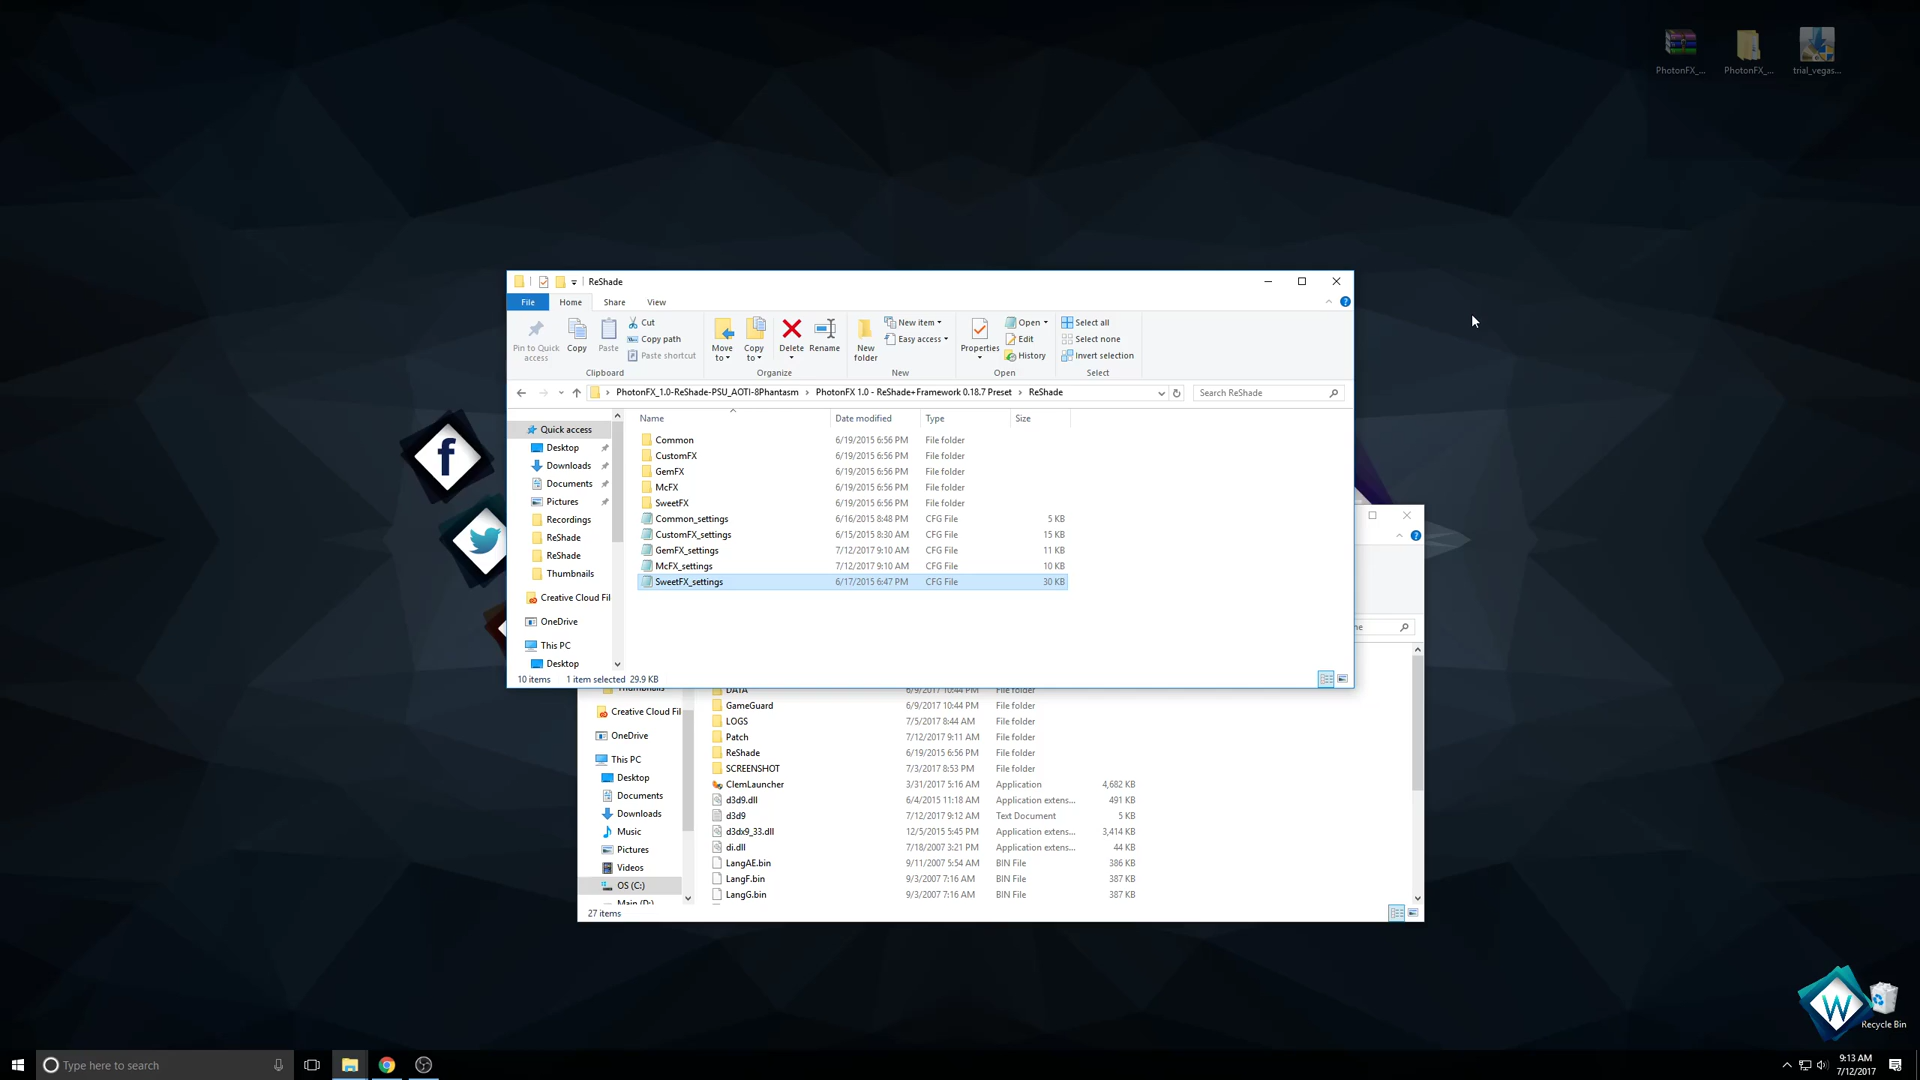 PhotonFX_...
PhotonFX_...
trial_vegas...
ReShade
File
Home
Share
View
Pin to Quick access
Copy
Paste
Cut
Copy path
Paste shortcut
Clipboard
Move to
Copy to
Delete
Rename
Organize
New folder
New item
Easy access
New
Properties
Open
Edit
History
Open
Select all
Select none
Invert selection
Select
PhotonFX_1.0-ReShade-PSU_AOTI-8Phantasm
PhotonFX 1.0 - ReShade+Framework 0.18.7 Preset
ReShade
Search ReShade
Name Date modified Type Size
Quick access
Desktop
Downloads
Documents
Pictures
Recordings
ReShade
ReShade
Thumbnails
Creative Cloud Fil
OneDrive
This PC
Desktop
Common 6/19/2015 6:56 PM File folder
CustomFX 6/19/2015 6:56 PM File folder
GemFX 6/19/2015 6:56 PM File folder
McFX 6/19/2015 6:56 PM File folder
SweetFX 6/19/2015 6:56 PM File folder
Common_settings 6/16/2015 8:48 PM CFG File 5 KB
CustomFX_settings 6/15/2015 8:30 AM CFG File 15 KB
GemFX_settings 7/12/2017 9:10 AM CFG File 11 KB
McFX_settings 7/12/2017 9:10 AM CFG File 10 KB
SweetFX_settings 6/17/2015 6:47 PM CFG File 30 KB
10 items 1 item selected 29.9 KB
f
ne
Creative Cloud Fil
OneDrive
This PC
Desktop
Documents
Downloads
Music
Pictures
Videos
OS (C:)
Main (D:)
DATA 6/9/2017 10:44 PM File folder
GameGuard 6/9/2017 10:44 PM File folder
LOGS 7/5/2017 8:44 AM File folder
Patch 7/12/2017 9:11 AM File folder
ReShade 6/19/2015 6:56 PM File folder
SCREENSHOT 7/3/2017 8:53 PM File folder
ClemLauncher 3/31/2017 5:16 AM Application 4,682 KB
d3d9.dll 6/4/2015 11:18 AM Application extens... 491 KB
d3d9 7/12/2017 9:12 AM Text Document 5 KB
d3dx9_33.dll 12/5/2015 5:45 PM Application extens... 3,414 KB
di.dll 7/18/2007 3:21 PM Application extens... 44 KB
LangAE.bin 9/11/2007 5:54 AM BIN File 386 KB
LangF.bin 9/3/2007 7:16 AM BIN File 387 KB
LangG.bin 9/3/2007 7:16 AM BIN File 387 KB
27 items
W
Recycle Bin
Type here to search
9:13 AM
7/12/2017